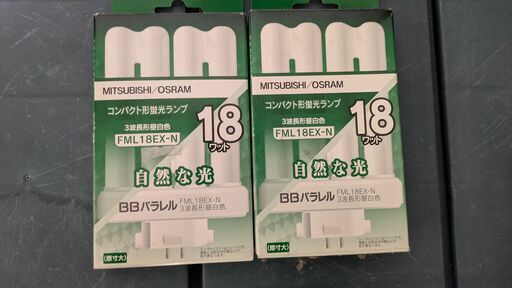 MITSUBISHI/OSRAM
コンパクト形蛍光ランプ
3波長形昼白色
FML18EX-N
18
ワット
自然な光
BBパラレル
FML18EX-N
3波長形昼白色
(原寸大)
MITSUBISHI/OSRAM
コンパクト形蛍光ランプ
3波長形昼白色
FML18EX-N
18
ワット
自然な光
BBパラレル
FML18EX-N
3波長形昼白色
(原寸大)